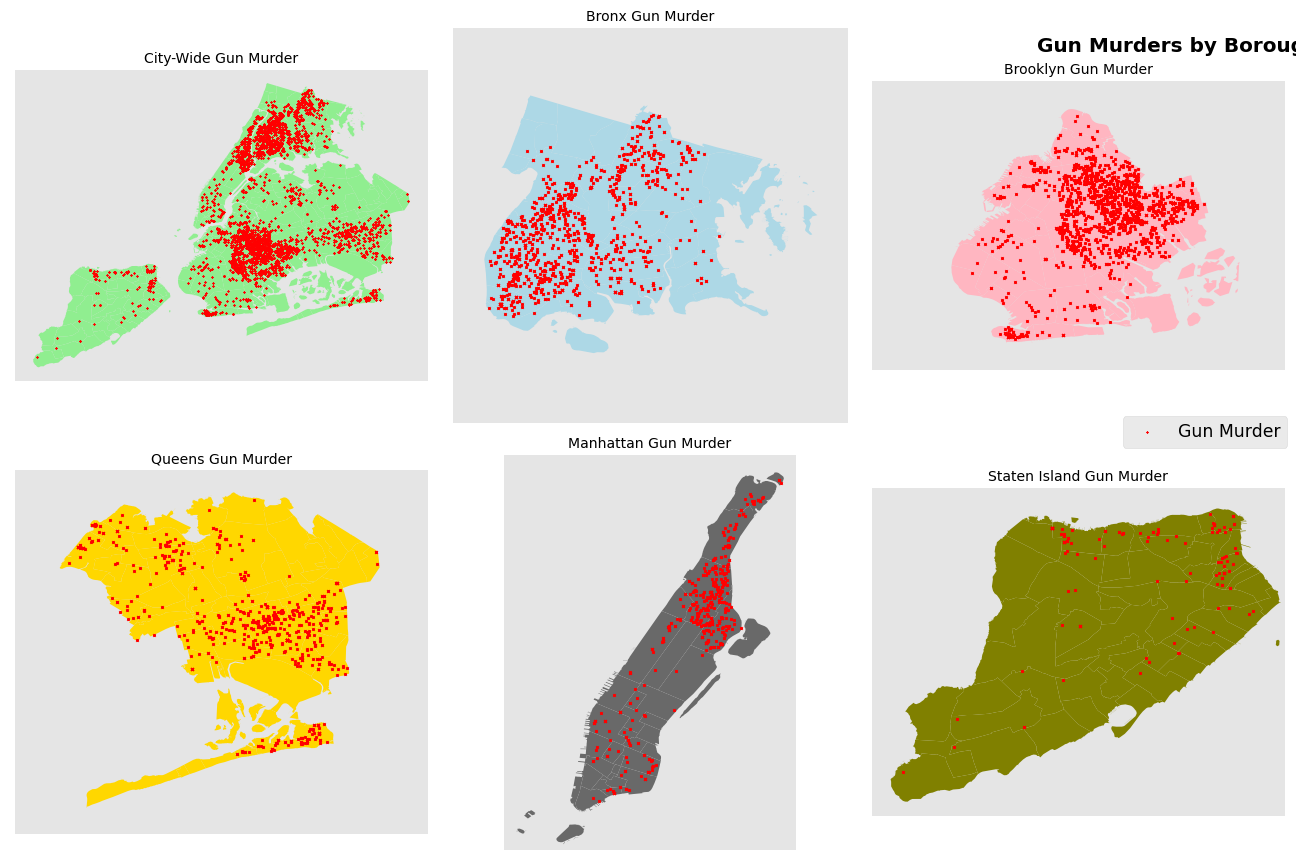 Bronx Gun Murder
Gun Murders by Boroug
City-Wide Gun Murder
Brooklyn Gun Murder
Gun Murder
Manhattan Gun Murder
Queens Gun Murder
Staten Island Gun Murder